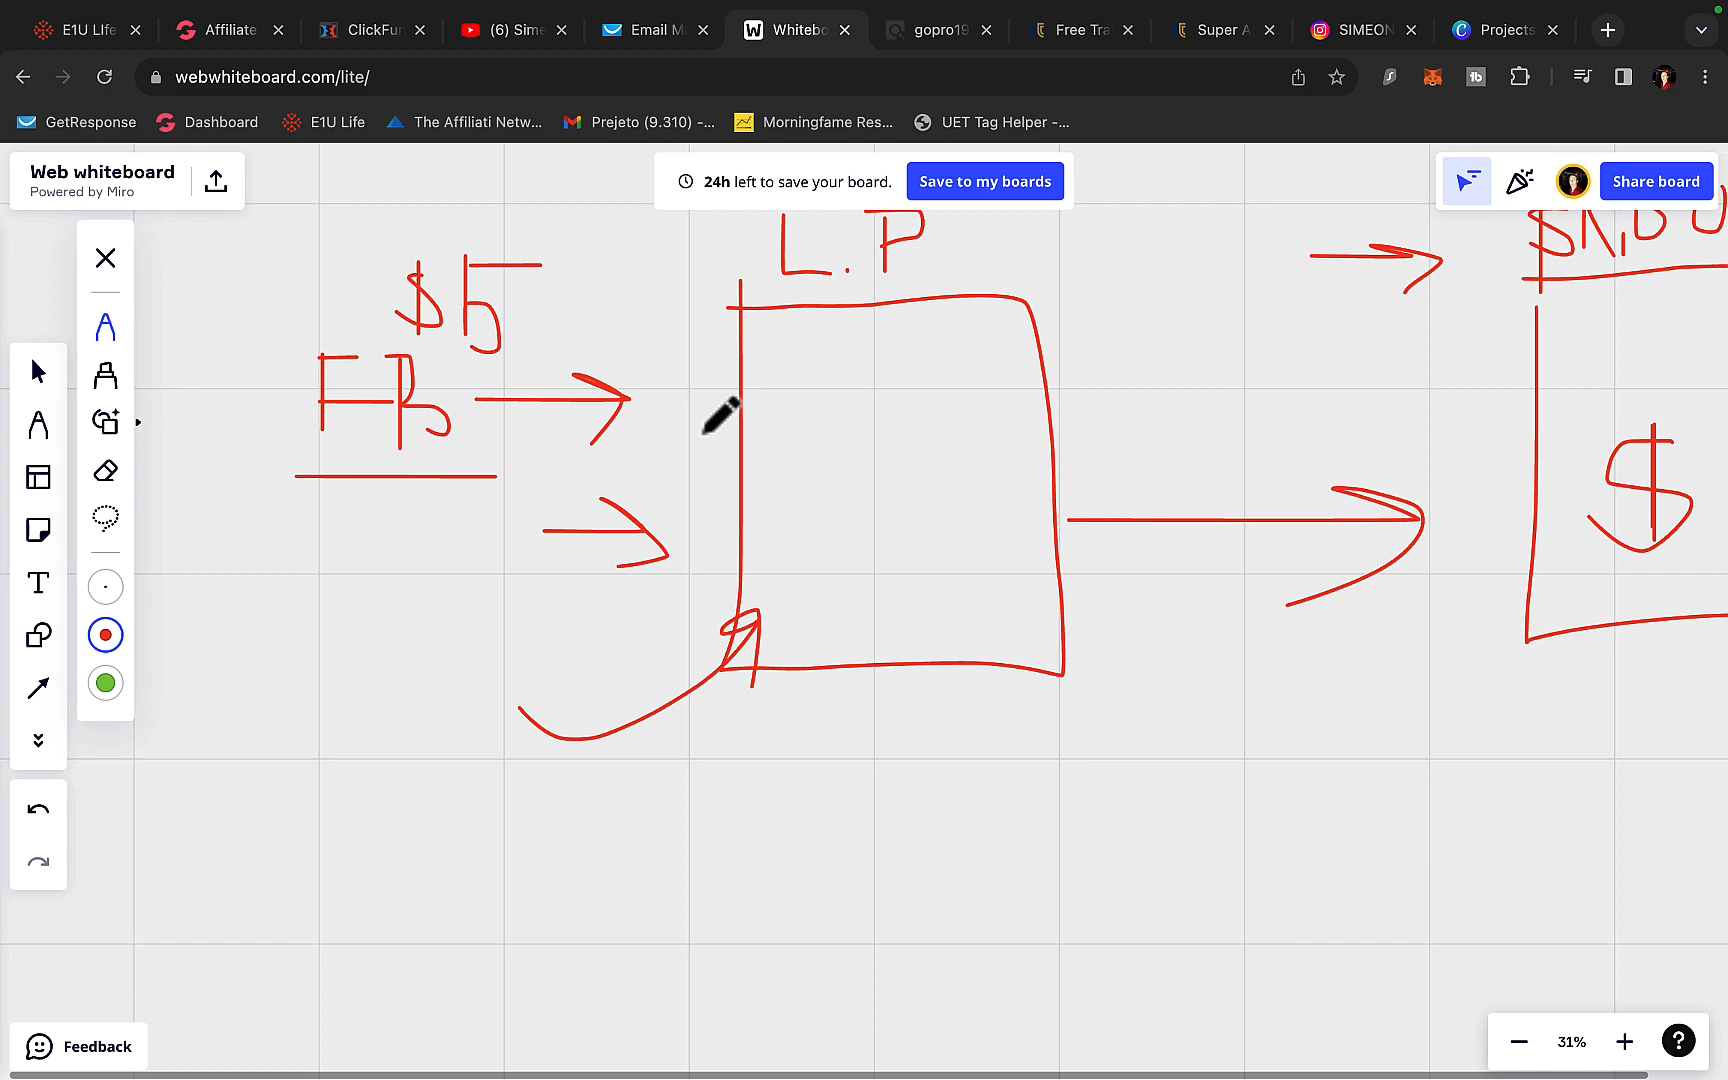 E1U LIfe
Affiliate
ClickFur
(6) Sime
Email M
Whitebo
gopro19
Free Tra
Super A
SIMEON
Projects
webwhiteboard.com/lite/
GetResponse
Dashboard
E1U Life
The Affiliati Netw...
Prejeto (9.310) -...
Morningfame Res...
UET Tag Helper -...
Web whiteboard
Powered by Miro
24h left to save your board.
Save to my boards
Share board
L.P
$5
FB
$
T
Feedback
31%
?